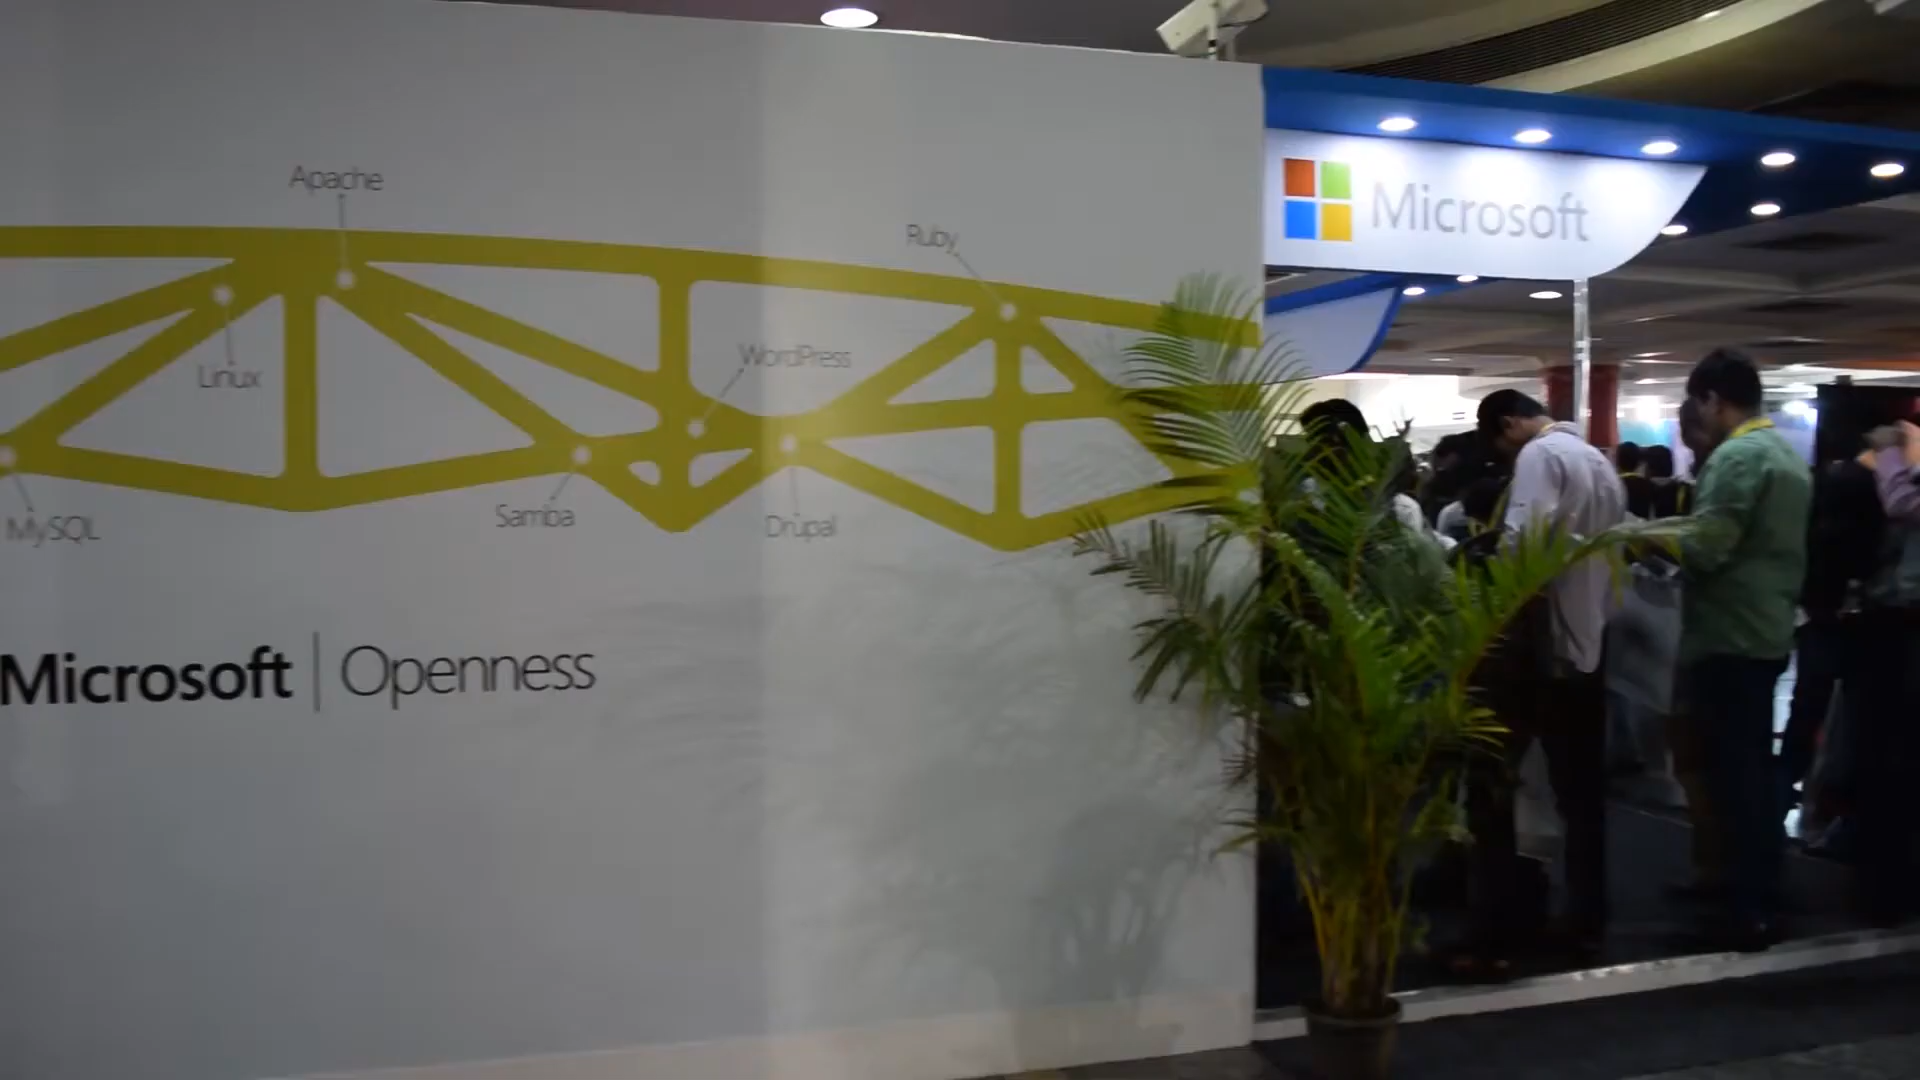 Apache
Ruby
Microsoft
WordPress
Linux
Samba
Drupal
MySQL
Microsoft | Openness